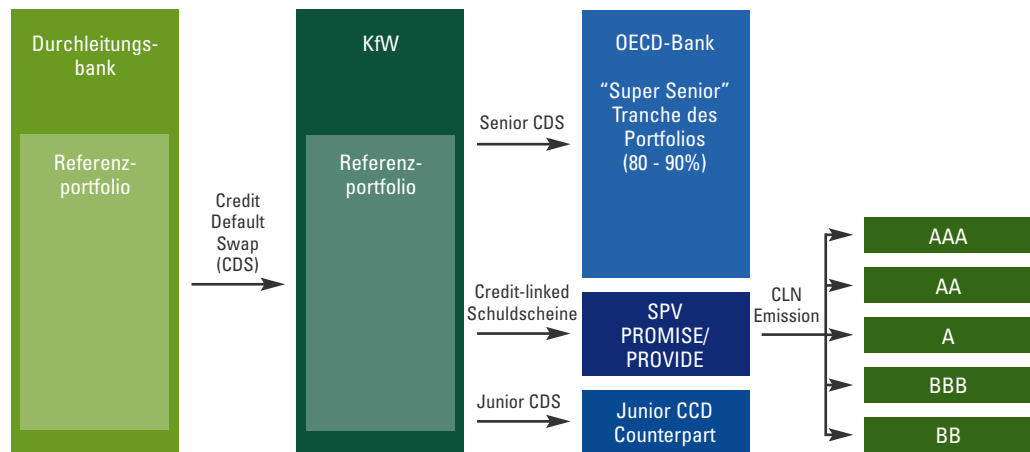 Durchleitungs-
bank
Referenz-
portfolio
Credit
Default
Swap
(CDS)
KfW
Referenz-
portfolio
Senior CDS
Credit-linked
Schuldscheine
Junior CDS
OECD-Bank
“Super Senior”
Tranche des
Portfolios
(80 - 90%)
SPV
PROMISE/
PROVIDE
Junior CCD
Counterpart
CLN
Emission
AAA
AA
A
BBB
BB